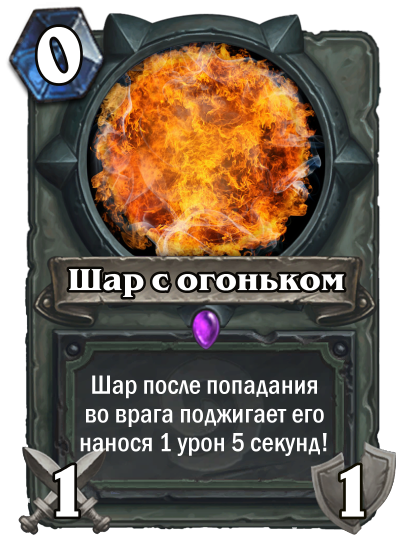 0
Шар с огоньком
Шар после попадания
во врага поджигает его
нанося 1 урон 5 секунд!
1
1